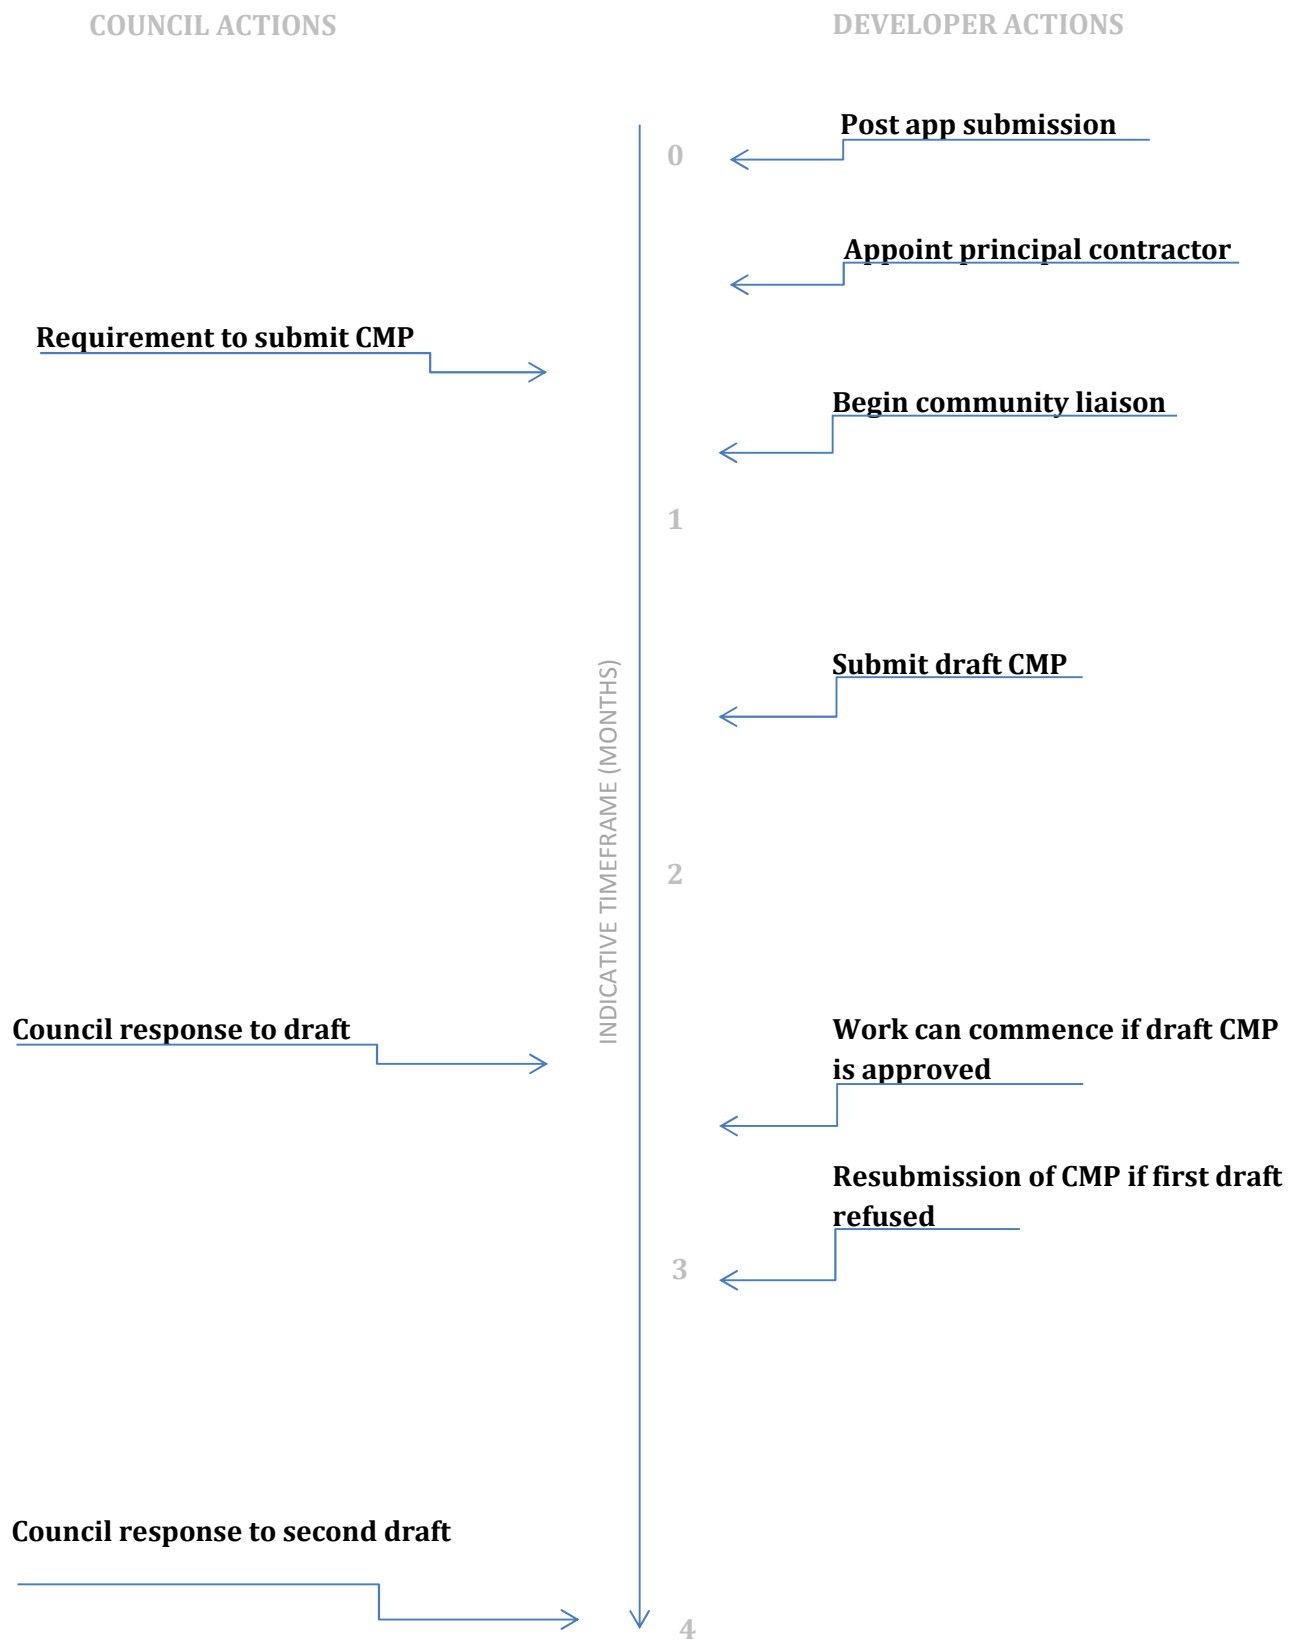 COUNCIL ACTIONS
DEVELOPER ACTIONS
Post app submission
0
Appoint principal contractor
Requirement to submit CMP
Begin community liaison
1
Submit draft CMP
INDICATIVE TIMEFRAME (MONTHS)
2
Council response to draft
Work can commence if draft CMP
is approved
Resubmission of CMP if first draft
refused
3
Council response to second draft
4